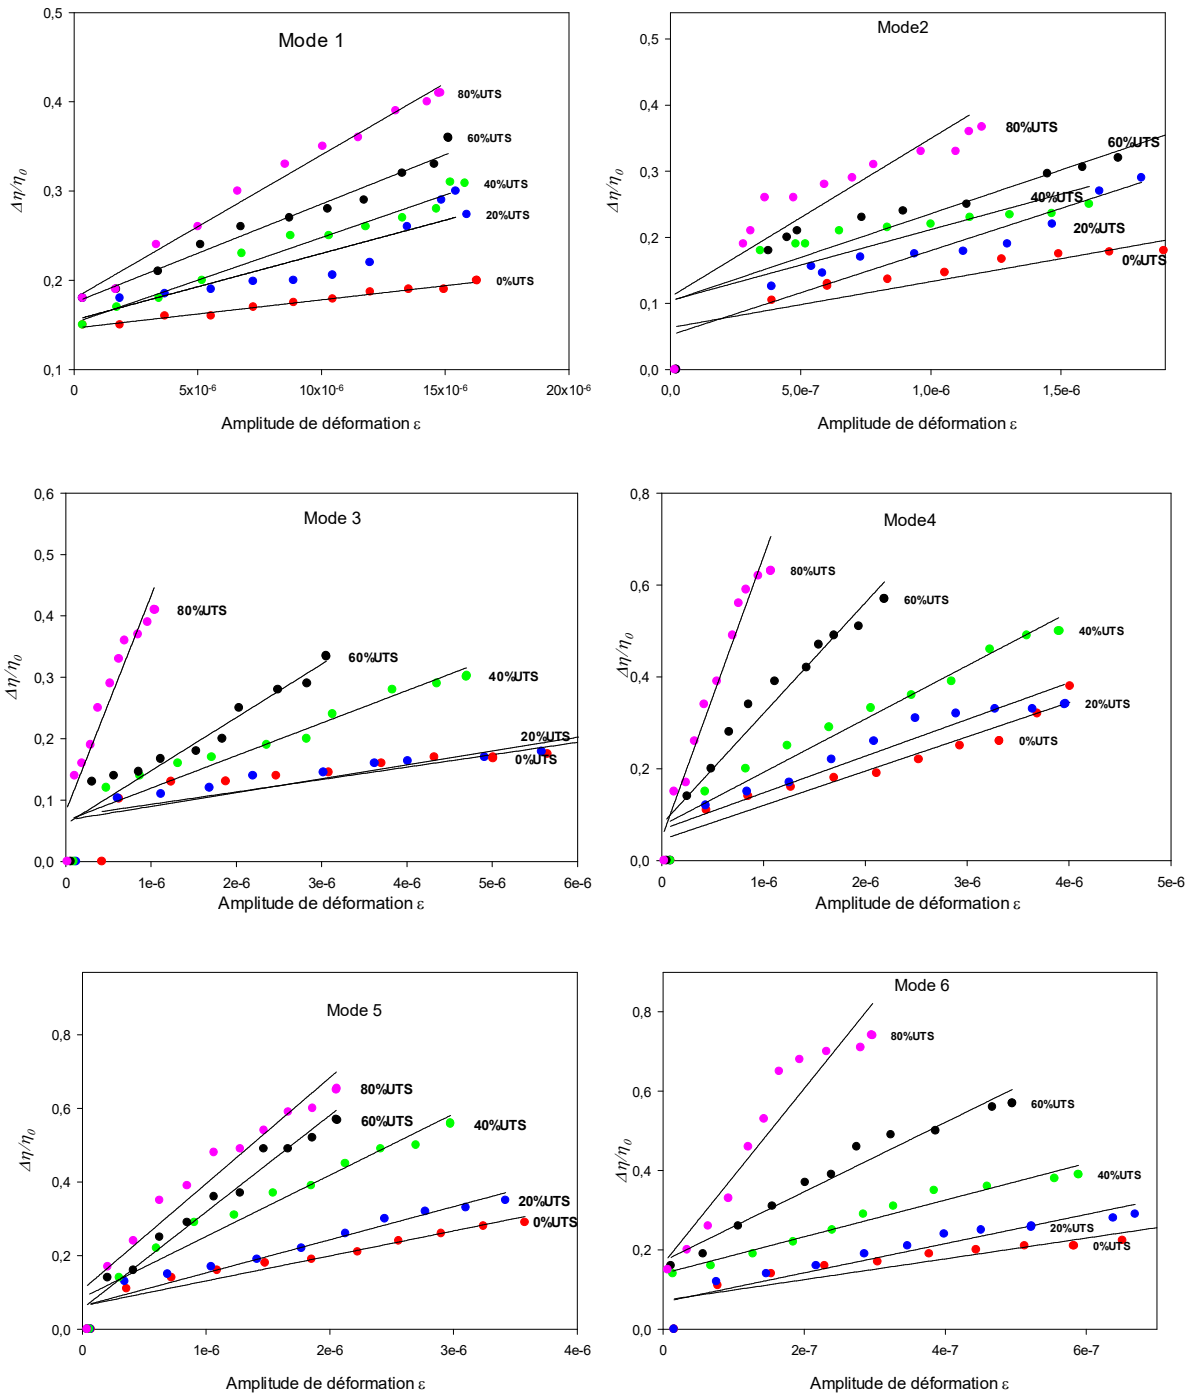 Mode 1
0,5
0,4
0,3
0,2
0,1
Δη/η0
80%UTS
60%UTS
40%UTS
20%UTS
0%UTS
0 5x10-6 10x10-6 15x10-6 20x10-6
Amplitude de déformation ε
Mode2
0,5
0,4
0,3
0,2
0,1
0,0
Δη/η0
80%UTS
60%UTS
40%UTS
20%UTS
0%UTS
0,0 5,0e-7 1,0e-6 1,5e-6
Amplitude de déformation ε
Mode 3
0,6
0,5
0,4
0,3
0,2
0,1
0,0
Δη/η0
80%UTS
60%UTS
40%UTS
20%UTS
0%UTS
0 1e-6 2e-6 3e-6 4e-6 5e-6 6e-6
Amplitude de déformation ε
Mode4
0,8
0,6
0,4
0,2
0,0
Δη/η0
80%UTS
60%UTS
40%UTS
20%UTS
0%UTS
0 1e-6 2e-6 3e-6 4e-6 5e-6
Amplitude de déformation ε
Mode 5
0,8
0,6
0,4
0,2
0,0
Δη/η0
80%UTS
60%UTS
40%UTS
20%UTS
0%UTS
0 1e-6 2e-6 3e-6 4e-6
Amplitude de déformation ε
Mode 6
0,8
0,6
0,4
0,2
0,0
Δη/η0
80%UTS
60%UTS
40%UTS
20%UTS
0%UTS
0 2e-7 4e-7 6e-7
Amplitude de déformation ε